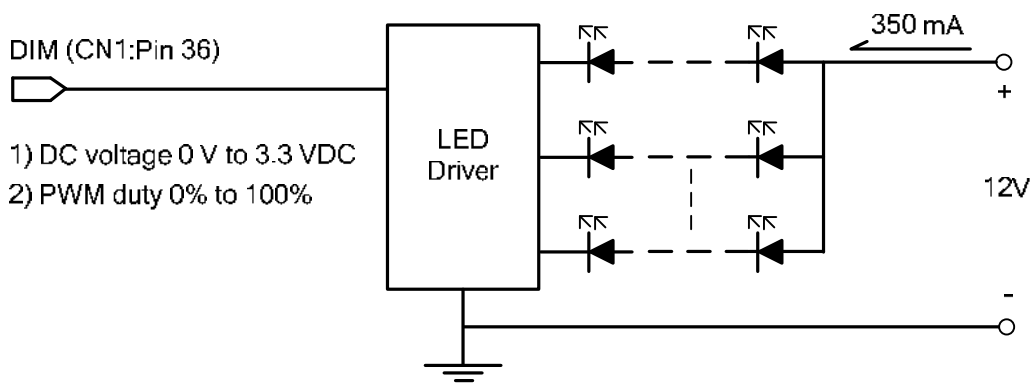 350 mA
DIM (CN1:Pin 36)
+
LED
Driver
1) DC voltage 0 V to 3.3 VDC
2) PWM duty 0% to 100%
12V
-